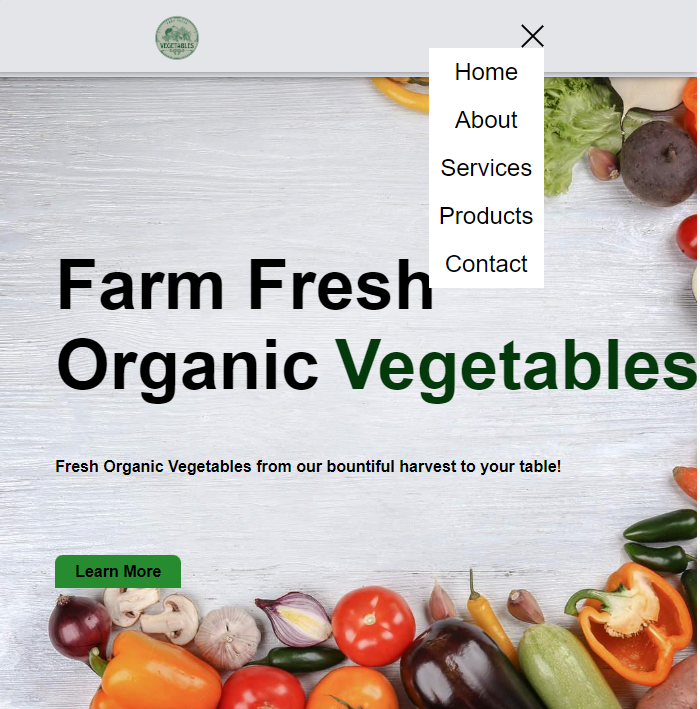 VEGETABLES
Home
About
Services
Products
Contact
Farm Fresh
Organic Vegetables
Fresh Organic Vegetables from our bountiful harvest to your table!
Learn More